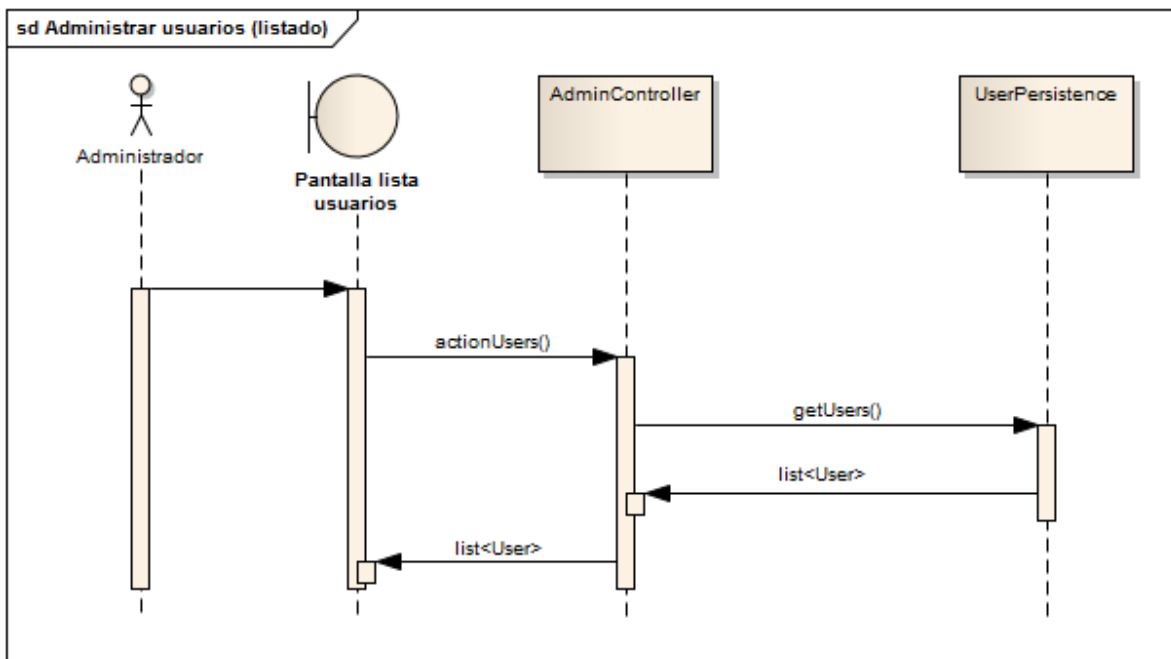 sd Administrar usuarios (listado)
Administrador
Pantalla lista
usuarios
AdminController
UserPersistence
actionUsers()
getUsers()
list<User>
list<User>